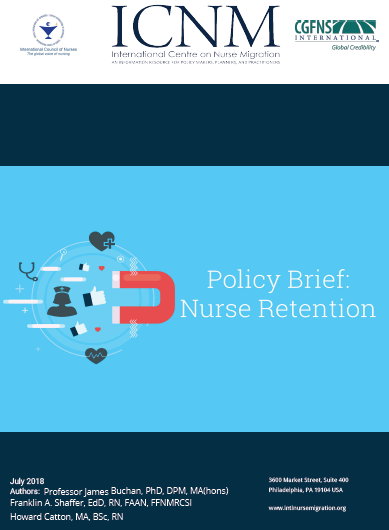 International Council of Nurses
The global voice of nursing
ICNM
International Centre on Nurse Migration
AN INFORMATION RESOURCE FOR POLICY MAKERS, PLANNERS, AND PRACTITIONERS
CGFNS
INTERNATIONAL
Global Credibility
Policy Brief:
Nurse Retention
July 2018
Authors: Professor James Buchan, PhD, DPM, MA(hons)
Franklin A. Shaffer, EdD, RN, FAAN, FFNMRCSI
Howard Catton, MA, BSc, RN
3600 Market Street, Suite 400
Philadelphia, PA 19104 USA
www.intlnursemigration.org